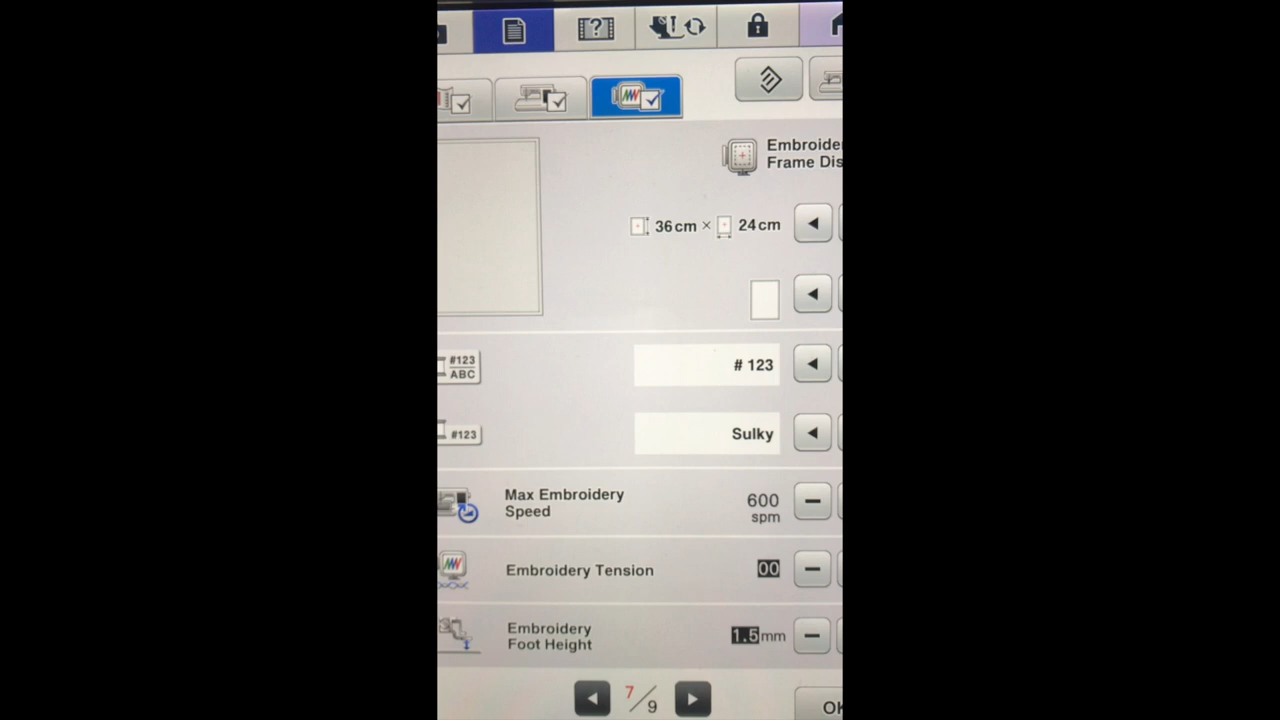 ?
Embroide
Frame Dis
36cm × 24cm
#123
ABC
# 123
#123
Sulky
Max Embroidery
Speed
600
spm
Embroidery Tension
00
Embroidery
Foot Height
1.5mm
7/9
OK